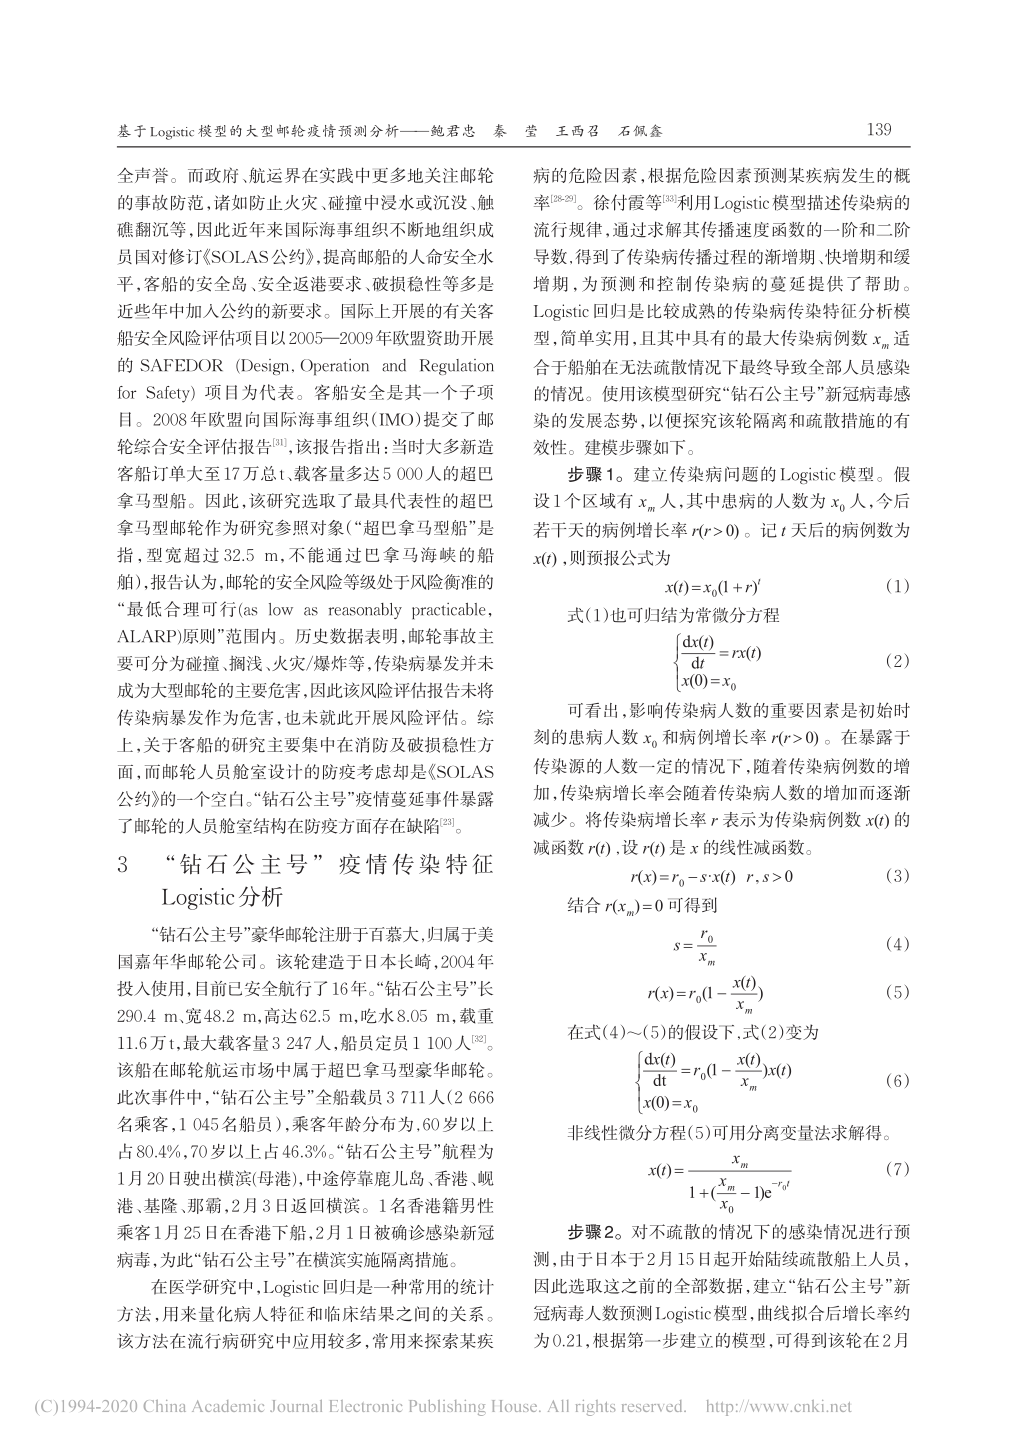 基于Logistic模型的大型邮轮疫情预测分析——鲍君忠 秦 莹 王西召 石佩鑫 139
全声誉。而政府、航运界在实践中更多地关注邮轮
的事故防范,诸如防止火灾、碰撞中浸水或沉没、触
礁翻沉等,因此近年来国际海事组织不断地组织成
员国对修订《SOLAS公约》,提高邮船的人命安全水
平,客船的安全岛、安全返港要求、破损稳性等多是
近些年中加入公约的新要求。国际上开展的有关客
船安全风险评估项目以2005—2009年欧盟资助开展
的 SAFEDOR (Design, Operation and Regulation
for Safety) 项目为代表。客船安全是其一个子项
目。2008年欧盟向国际海事组织(IMO)提交了邮
轮综合安全评估报告[31],该报告指出:当时大多新造
客船订单大至17万总t、载客量多达5 000人的超巴
拿马型船。因此,该研究选取了最具代表性的超巴
拿马型邮轮作为研究参照对象(“超巴拿马型船”是
指,型宽超过32.5 m,不能通过巴拿马海峡的船
舶),报告认为,邮轮的安全风险等级处于风险衡准的
“最低合理可行(as low as reasonably practicable,
ALARP)原则”范围内。历史数据表明,邮轮事故主
要可分为碰撞、搁浅、火灾/爆炸等,传染病暴发并未
成为大型邮轮的主要危害,因此该风险评估报告未将
传染病暴发作为危害,也未就此开展风险评估。综
上,关于客船的研究主要集中在消防及破损稳性方
面,而邮轮人员舱室设计的防疫考虑却是《SOLAS
公约》的一个空白。“钻石公主号”疫情蔓延事件暴露
了邮轮的人员舱室结构在防疫方面存在缺陷[23]。
3 “钻石公主号”疫情传染特征
Logistic分析
“钻石公主号”豪华邮轮注册于百慕大,归属于美
国嘉年华邮轮公司。该轮建造于日本长崎,2004年
投入使用,目前已安全航行了16年。“钻石公主号”长
290.4 m、宽48.2 m,高达62.5 m,吃水8.05 m,载重
11.6万t,最大载客量3 247人,船员定员1 100人[32]。
该船在邮轮航运市场中属于超巴拿马型豪华邮轮。
此次事件中,“钻石公主号”全船载员3 711人(2 666
名乘客,1 045名船员),乘客年龄分布为,60岁以上
占80.4%,70岁以上占46.3%。“钻石公主号”航程为
1月20日驶出横滨(母港),中途停靠鹿儿岛、香港、岘
港、基隆、那霸,2月3日返回横滨。1名香港籍男性
乘客1月25日在香港下船,2月1日被确诊感染新冠
病毒,为此“钻石公主号”在横滨实施隔离措施。
在医学研究中,Logistic回归是一种常用的统计
方法,用来量化病人特征和临床结果之间的关系。
该方法在流行病研究中应用较多,常用来探索某疾
病的危险因素,根据危险因素预测某疾病发生的概
率[28-29]。徐付霞等[33]利用Logistic模型描述传染病的
流行规律,通过求解其传播速度函数的一阶和二阶
导数,得到了传染病传播过程的渐增期、快增期和缓
增期,为预测和控制传染病的蔓延提供了帮助。
Logistic回归是比较成熟的传染病传染特征分析模
型,简单实用,且其中具有的最大传染病例数 xm 适
合于船舶在无法疏散情况下最终导致全部人员感染
的情况。使用该模型研究“钻石公主号”新冠病毒感
染的发展态势,以便探究该轮隔离和疏散措施的有
效性。建模步骤如下。
步骤1。建立传染病问题的Logistic模型。假
设1个区域有 xm 人,其中患病的人数为 x0 人,今后
若干天的病例增长率 r(r>0)。记 t 天后的病例数为
x(t),则预报公式为
x(t)=x0(1+r)^t (1)
式(1)也可归结为常微分方程
{dx(t)/dt=rx(t)
x(0)=x0 (2)
可看出,影响传染病人数的重要因素是初始时
刻的患病人数 x0 和病例增长率 r(r>0)。在暴露于
传染源的人数一定的情况下,随着传染病例数的增
加,传染病增长率会随着传染病人数的增加而逐渐
减少。将传染病增长率 r 表示为传染病例数 x(t) 的
减函数 r(t),设 r(t) 是 x 的线性减函数。
r(x)=r0−s·x(t) r,s>0 (3)
结合 r(xm)=0 可得到
s=r0/xm (4)
r(x)=r0(1−x(t)/xm) (5)
在式(4)～(5)的假设下,式(2)变为
{dx(t)/dt=r0(1−x(t)/xm)x(t)
x(0)=x0 (6)
非线性微分方程(5)可用分离变量法求解得。
x(t)=xm/(1+(xm/x0−1)e^−r0t) (7)
步骤2。对不疏散的情况下的感染情况进行预
测,由于日本于2月15日起开始陆续疏散船上人员,
因此选取这之前的全部数据,建立“钻石公主号”新
冠病毒人数预测Logistic模型,曲线拟合后增长率约
为0.21,根据第一步建立的模型,可得到该轮在2月
(C)1994-2020 China Academic Journal Electronic Publishing House. All rights reserved. http://www.cnki.net